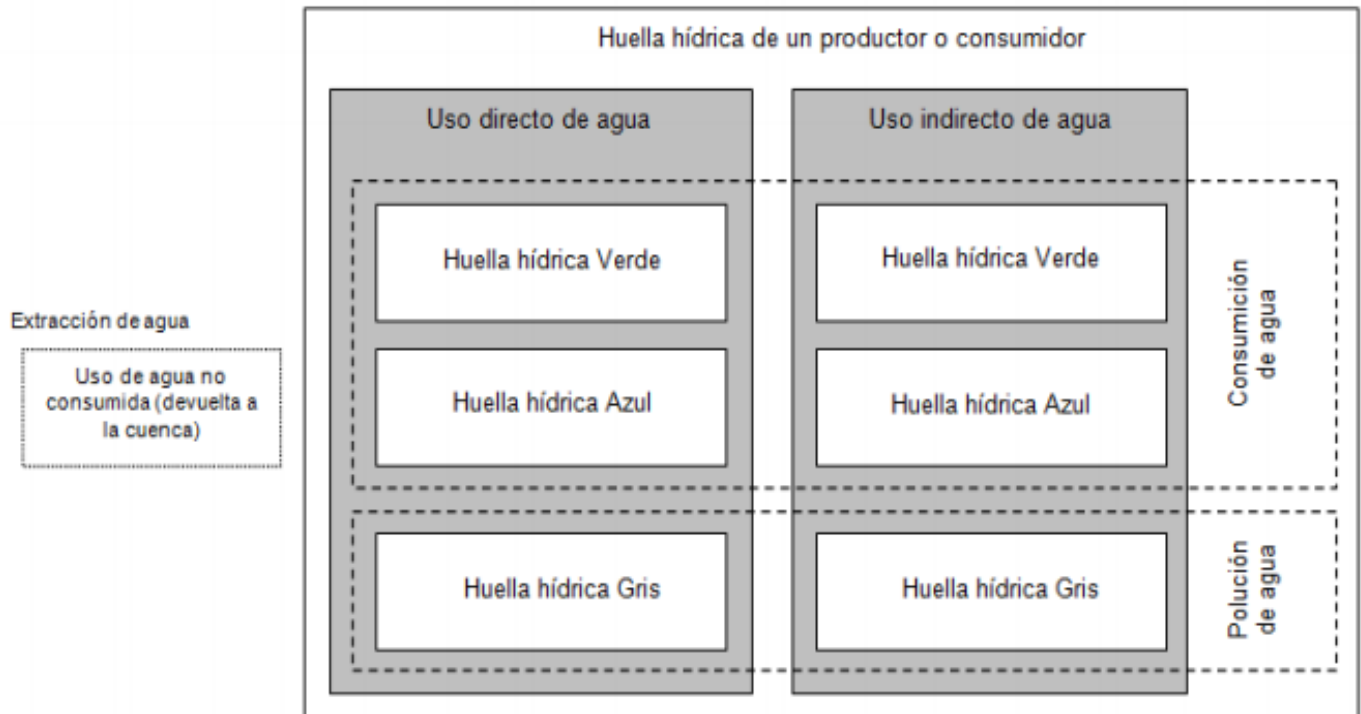 Huella hídrica de un productor o consumidor
Uso directo de agua
Uso indirecto de agua
Huella hídrica Verde
Huella hídrica Verde
Consumición
de agua
Extracción de agua
Uso de agua no
consumida (devuelta a
la cuenca)
Huella hídrica Azul
Huella hídrica Azul
Huella hídrica Gris
Huella hídrica Gris
Polución
de agua